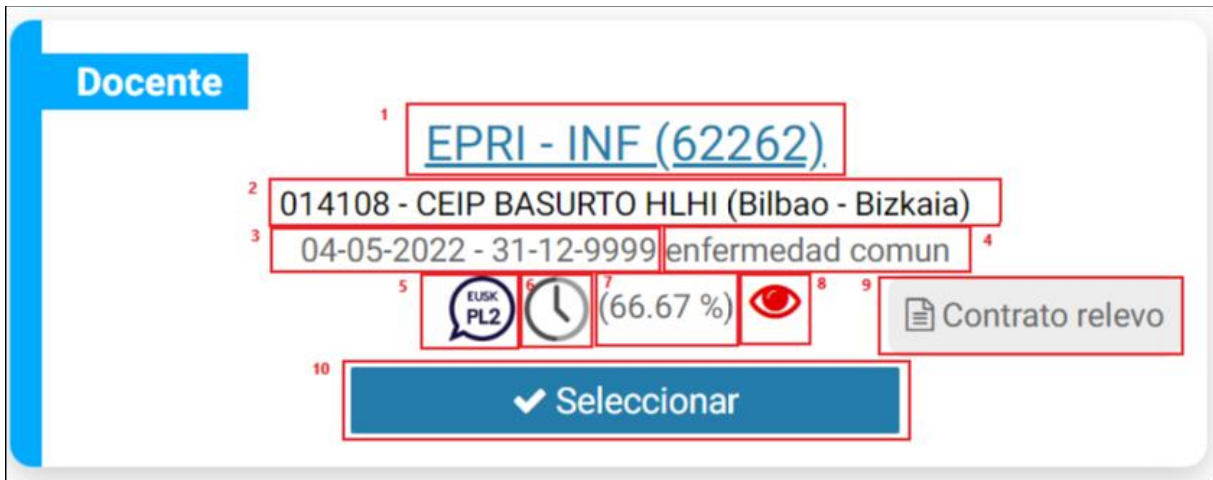 Docente
1
EPRI - INF (62262)
2 014108 - CEIP BASURTO HLHI (Bilbao - Bizkaia)
3 04-05-2022 - 31-12-9999 enfermedad comun 4
5 EUSK PL2 6 7 (66.67 %) 8 9 Contrato relevo
10 Seleccionar